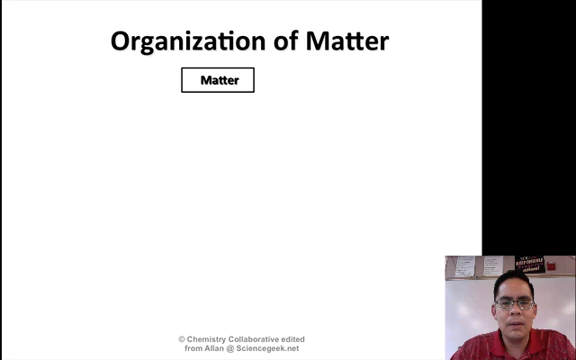 Organization of Matter
Matter
© Chemistry Collaborative edited
from Allan @ Sciencegeek.net